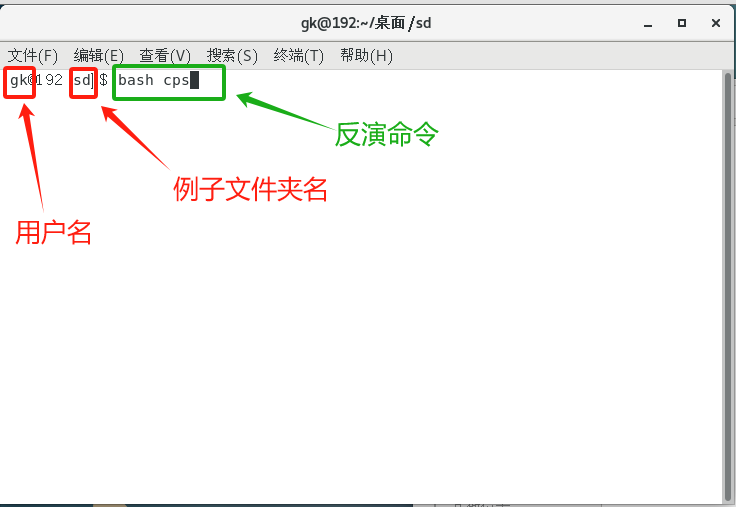 gk@192:~/桌面/sd
文件(F) 编辑(E) 查看(V) 搜索(S) 终端(T) 帮助(H)
gk@192 sd]$ bash cps
反演命令
例子文件夹名
用户名